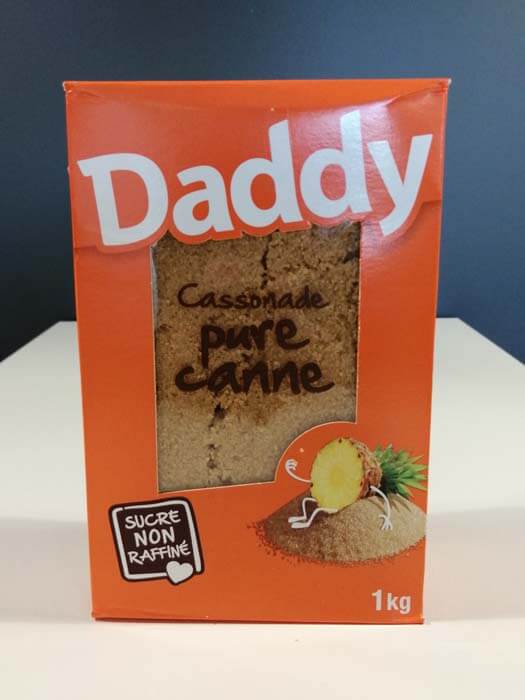 Daddy
Cassonade
pure
canne
SUCRE
NON
RAFFINÉ
1kg